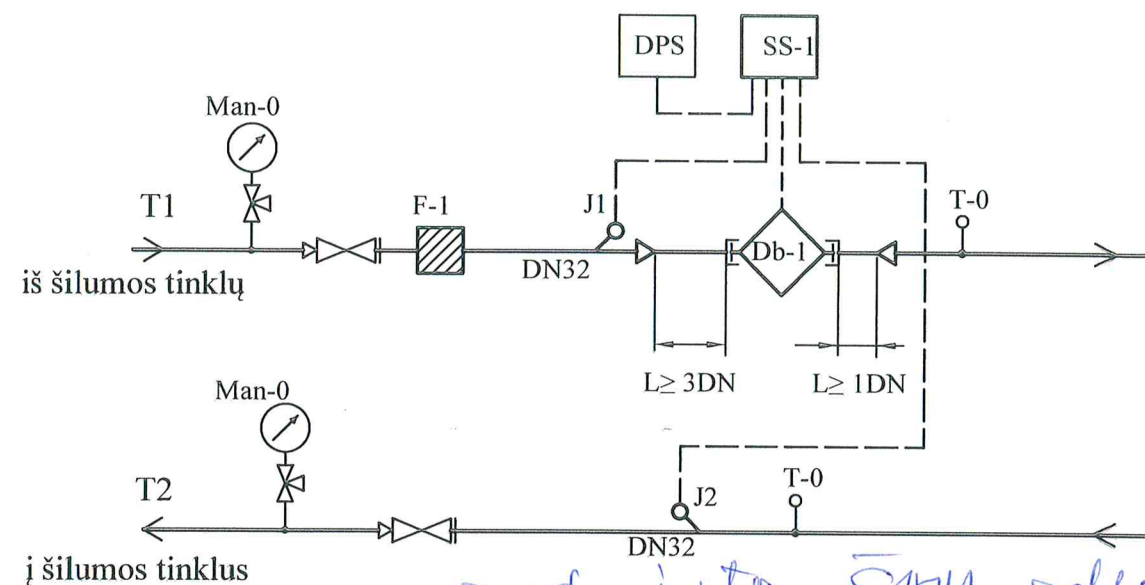 DPS
SS-1
Man-0
T1
F-1
J1
T-0
Db-1
DN32
iš šilumos tinklų
L≥ 3DN
L≥ 1DN
Man-0
T2
J2
T-0
DN32
į šilumos tinklus